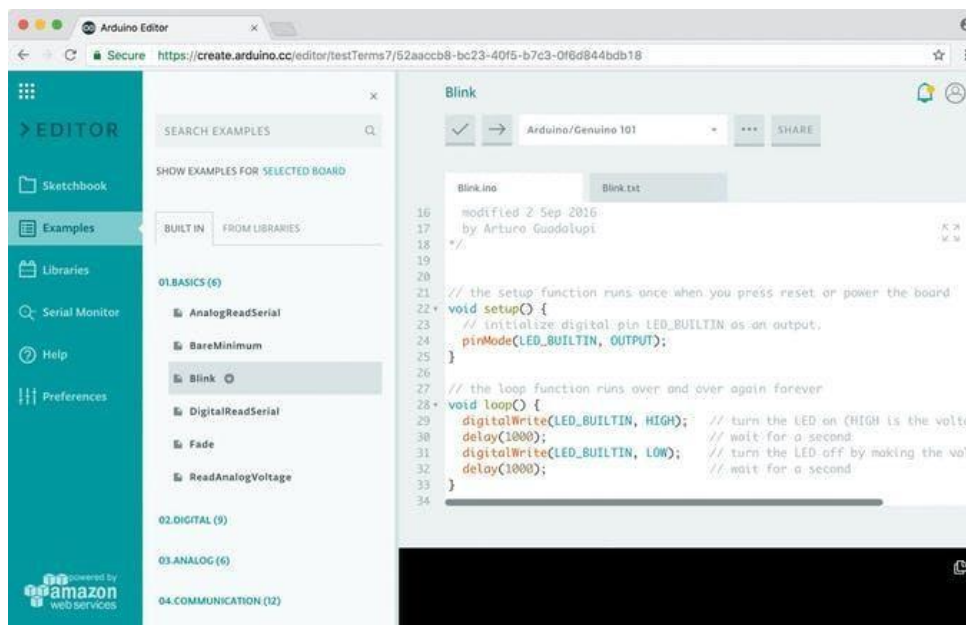 Arduino Editor
Secure https://create.arduino.cc/editor/testTerms7/52aaccb8-bc23-40f5-b7c3-0f6d844bdb18
>EDITOR
Sketchbook
Examples
Libraries
Serial Monitor
Help
Preferences
powered by
amazon
web services
SEARCH EXAMPLES
SHOW EXAMPLES FOR SELECTED BOARD
BUILT IN FROM LIBRARIES
01.BASICS (6)
AnalogReadSerial
BareMinimum
Blink
DigitalReadSerial
Fade
ReadAnalogVoltage
02.DIGITAL (9)
03.ANALOG (6)
04.COMMUNICATION (12)
Blink
Arduino/Genuino 101 ••• SHARE
Blink.ino Blink.txt
16 modified 2 Sep 2016
17 by Arturo Guadalupi
18 */
19
20
21 // the setup function runs once when you press reset or power the board
22 void setup() {
23 // initialize digital pin LED_BUILTIN as an output.
24 pinMode(LED_BUILTIN, OUTPUT);
25 }
26
27 // the loop function runs over and over again forever
28 void loop() {
29 digitalWrite(LED_BUILTIN, HIGH); // turn the LED on (HIGH is the volta
30 delay(1000); // wait for a second
31 digitalWrite(LED_BUILTIN, LOW); // turn the LED off by making the vol
32 delay(1000); // wait for a second
33 }
34